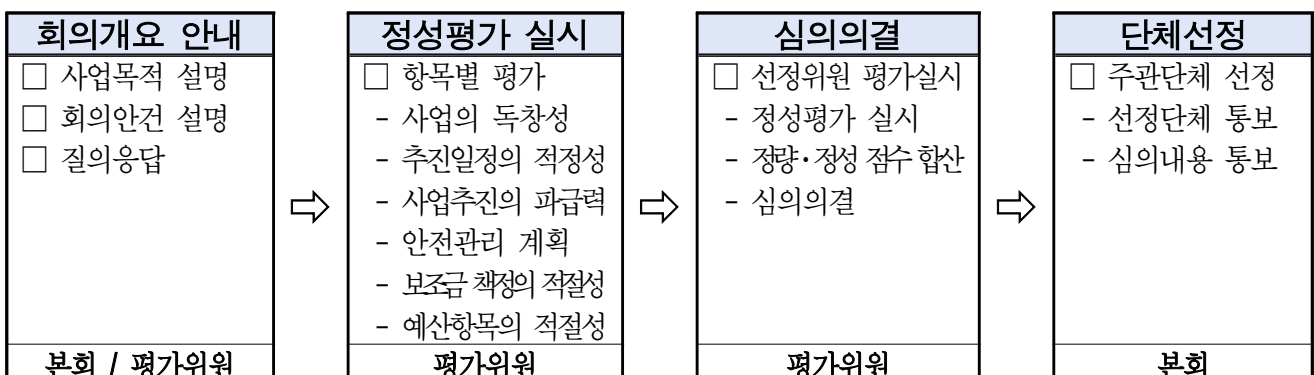 회의개요 안내
□ 사업목적 설명
□ 회의안건 설명
□ 질의응답
본회 / 평가위원
⇨
정성평가 실시
□ 항목별 평가
- 사업의 독창성
- 추진일정의 적정성
- 사업추진의 파급력
- 안전관리 계획
- 보조금 책정의 적절성
- 예산항목의 적절성
평가위원
⇨
심의의결
□ 선정위원 평가실시
- 정성평가 실시
- 정량·정성 점수 합산
- 심의의결
평가위원
⇨
단체선정
□ 주관단체 선정
- 선정단체 통보
- 심의내용 통보
본회